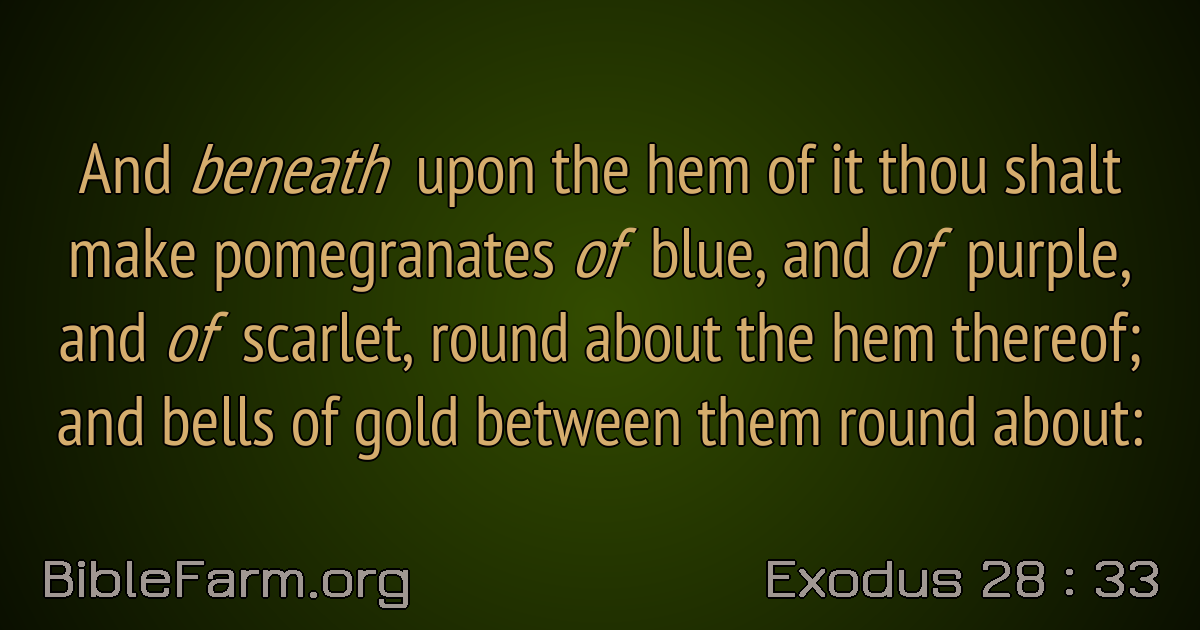 And beneath upon the hem of it thou shalt
make pomegranates of blue, and of purple,
and of scarlet, round about the hem thereof;
and bells of gold between them round about:
BibleFarm.org
Exodus 28 : 33